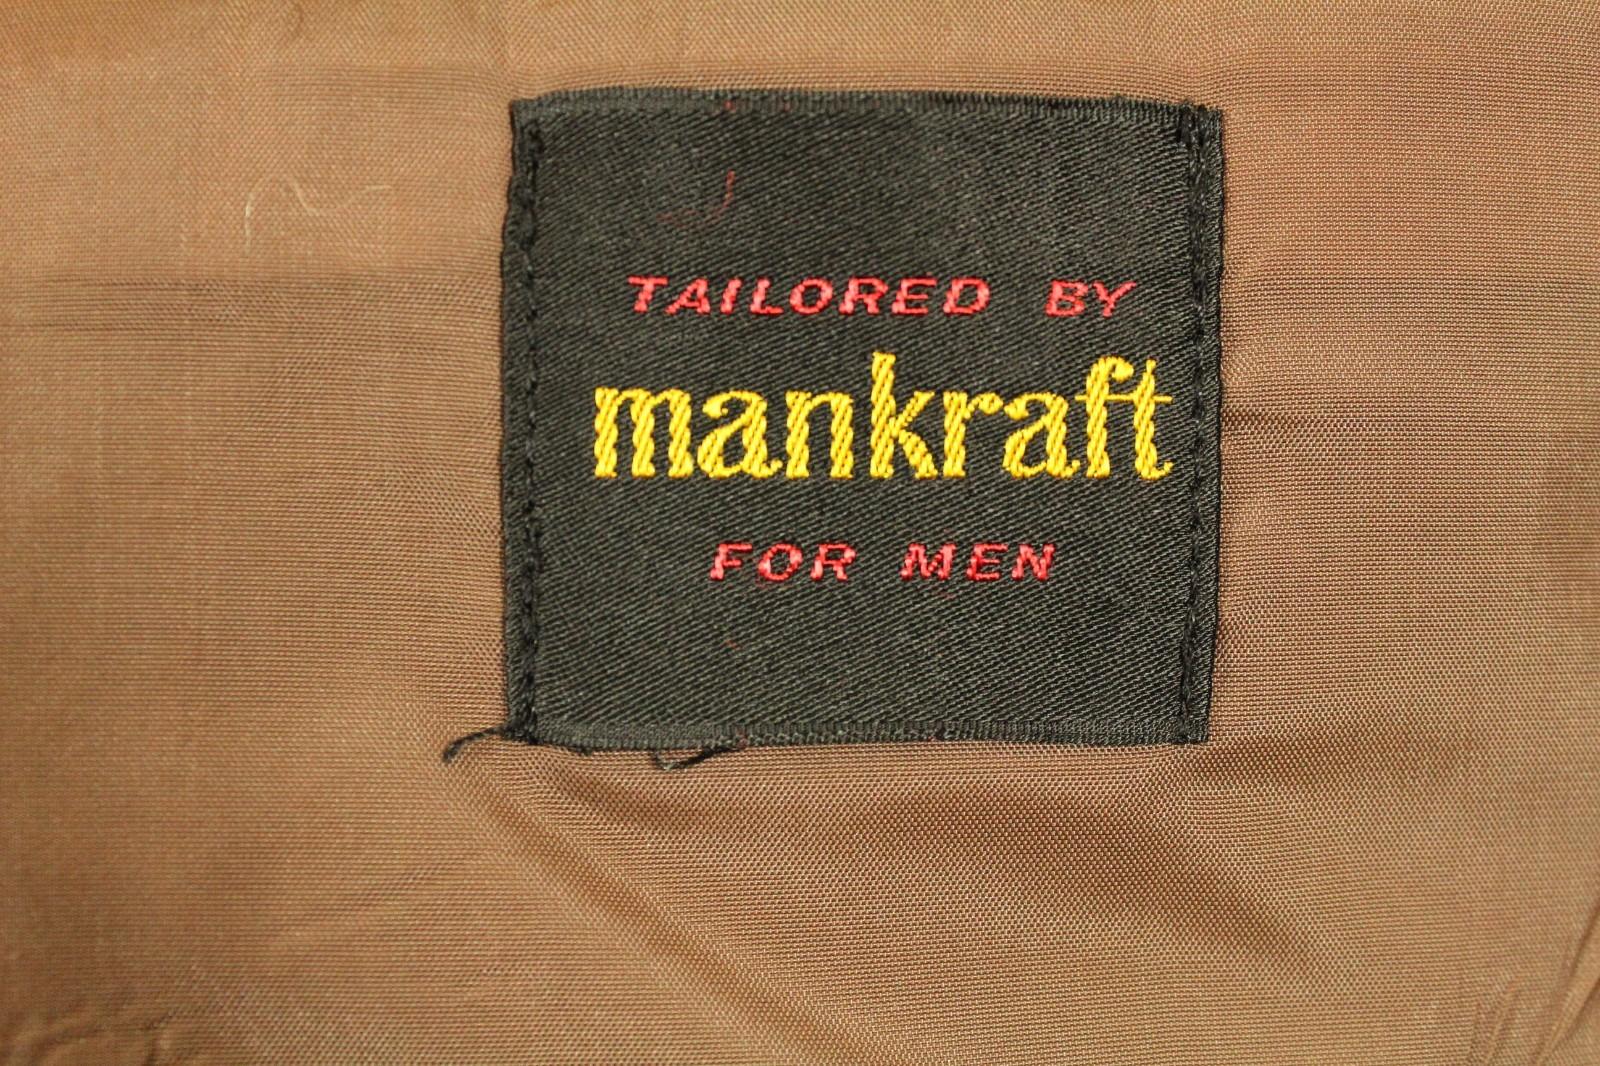 TAILORED BY
mankraft
FOR MEN